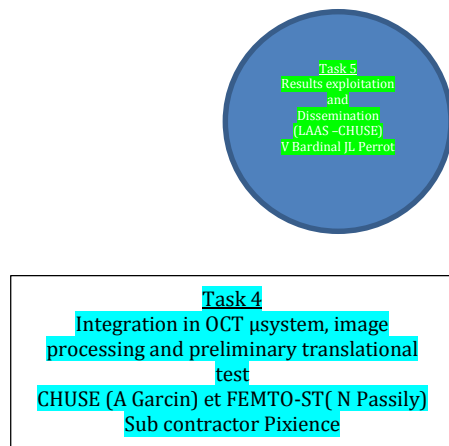 Task 5
Results exploitation
and
Dissemination
(LAAS –CHUSE)
V Bardinal JL Perrot
Task 4
Integration in OCT µsystem, image
processing and preliminary translational
test
CHUSE (A Garcin) et FEMTO-ST( N Passily)
Sub contractor Pixience